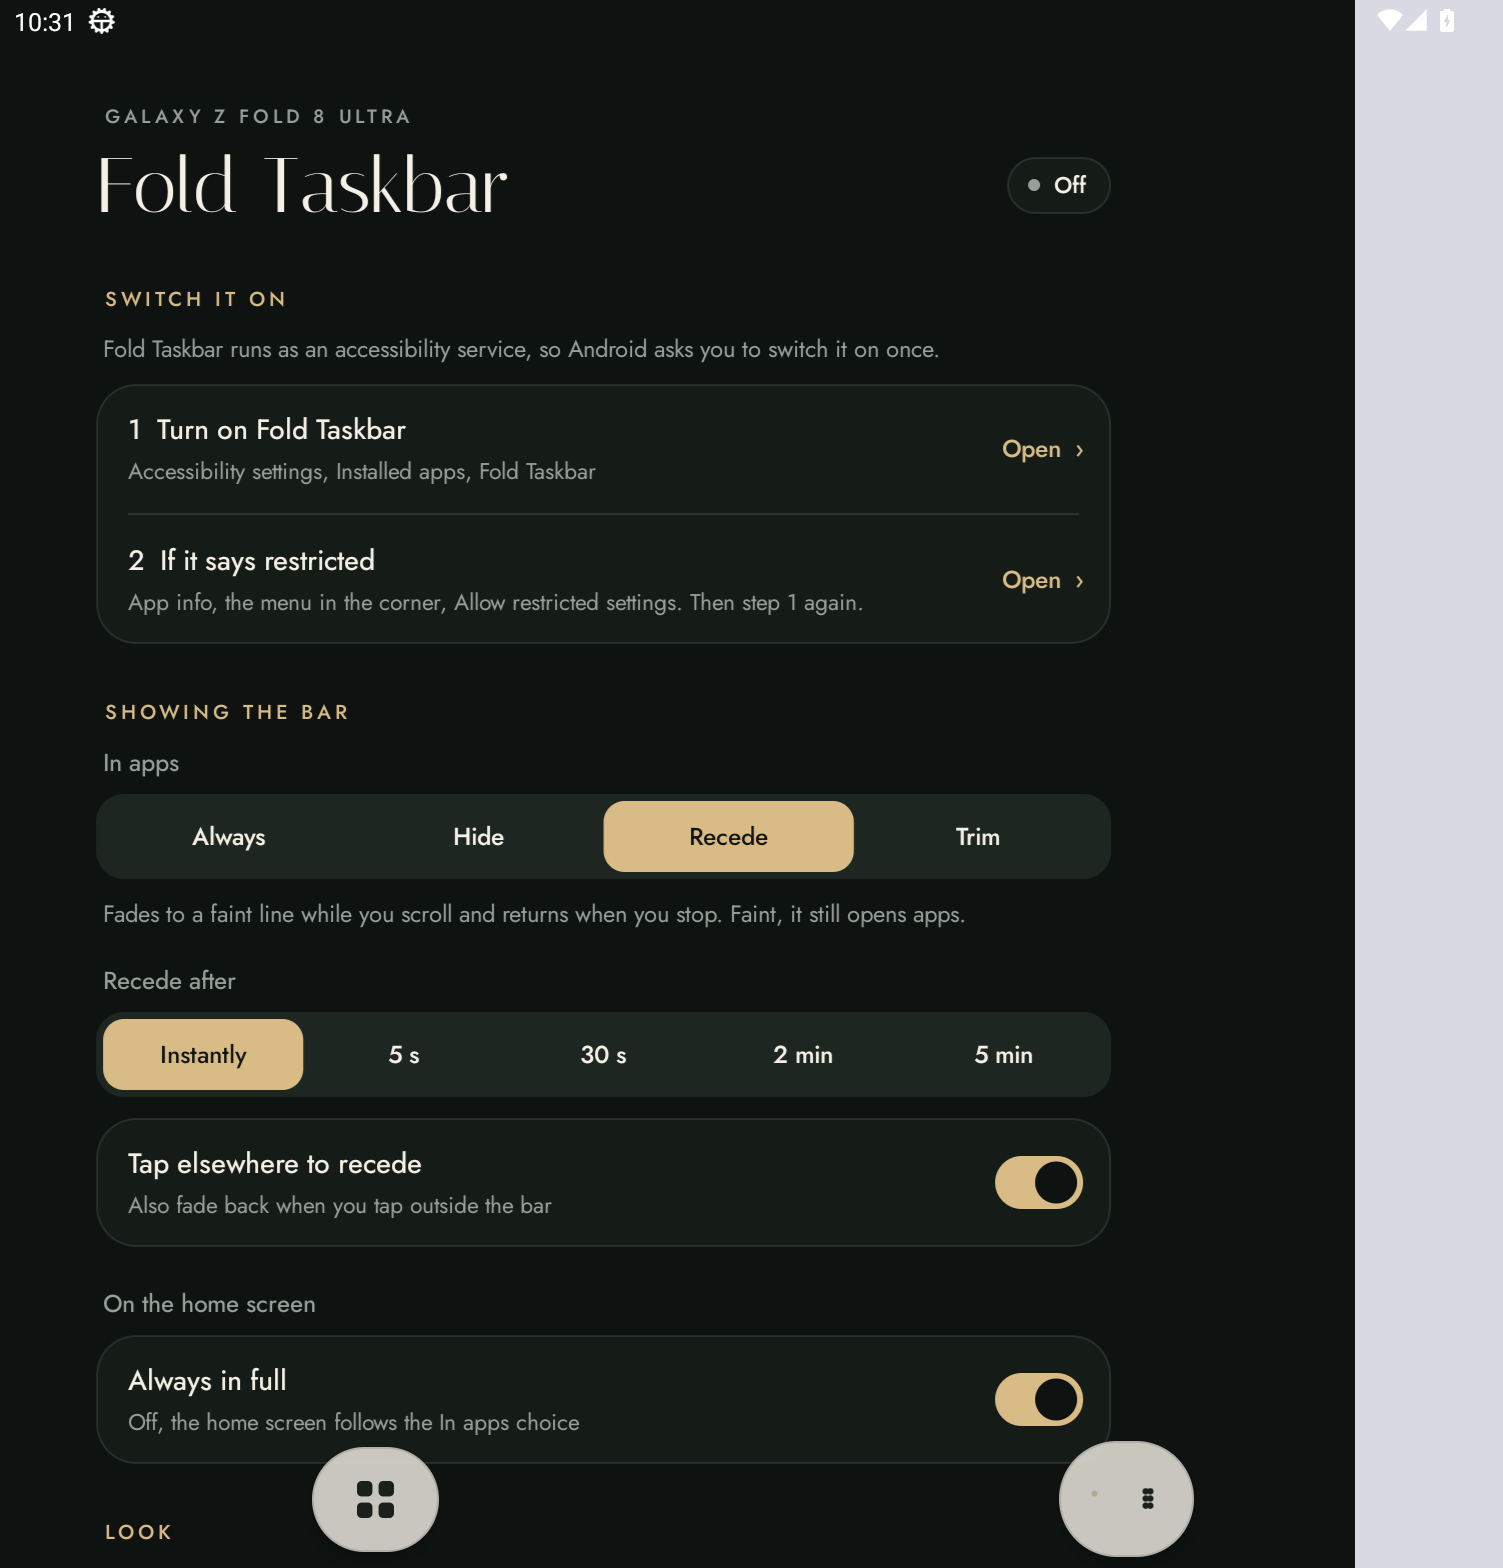 10:31
GALAXY Z FOLD 8 ULTRA
Fold Taskbar
Off
SWITCH IT ON
Fold Taskbar runs as an accessibility service, so Android asks you to switch it on once.
1 Turn on Fold Taskbar
Accessibility settings, Installed apps, Fold Taskbar
Open ›
2 If it says restricted
App info, the menu in the corner, Allow restricted settings. Then step 1 again.
Open ›
SHOWING THE BAR
In apps
Always Hide Recede Trim
Fades to a faint line while you scroll and returns when you stop. Faint, it still opens apps.
Recede after
Instantly 5 s 30 s 2 min 5 min
Tap elsewhere to recede
Also fade back when you tap outside the bar
On the home screen
Always in full
Off, the home screen follows the In apps choice
LOOK